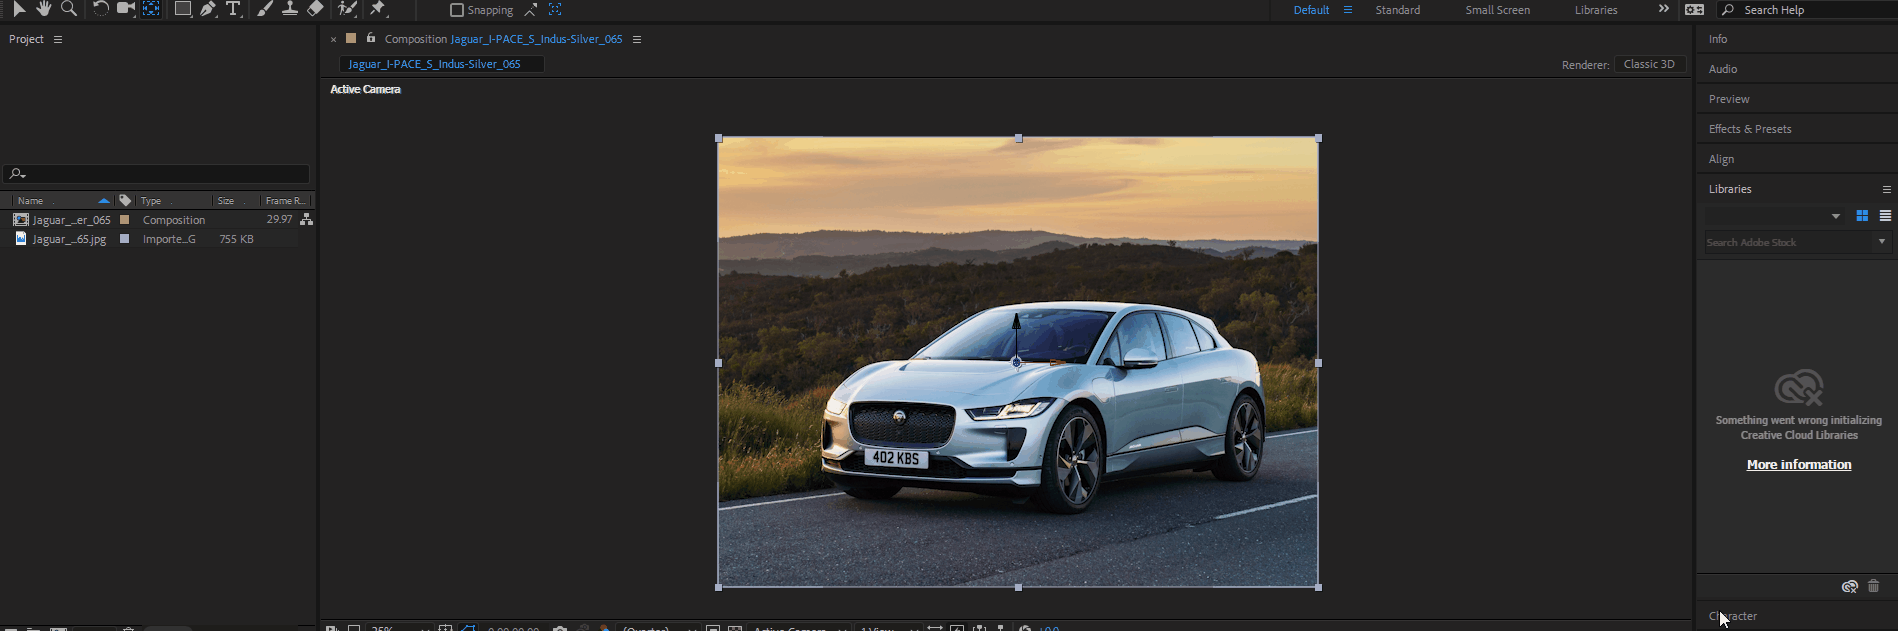 Snapping
Default
Standard
Small Screen
Libraries
Search Help
Project
Composition Jaguar_I-PACE_S_Indus-Silver_065
Jaguar_I-PACE_S_Indus-Silver_065
Renderer: Classic 3D
Active Camera
Name Type Size Frame R...
Jaguar_...er_065 Composition 29.97
Jaguar_...65.jpg Importe...G 755 KB
402 KBS
Info
Audio
Preview
Effects & Presets
Align
Libraries
Search Adobe Stock
Something went wrong initializing
Creative Cloud Libraries
More information
Character